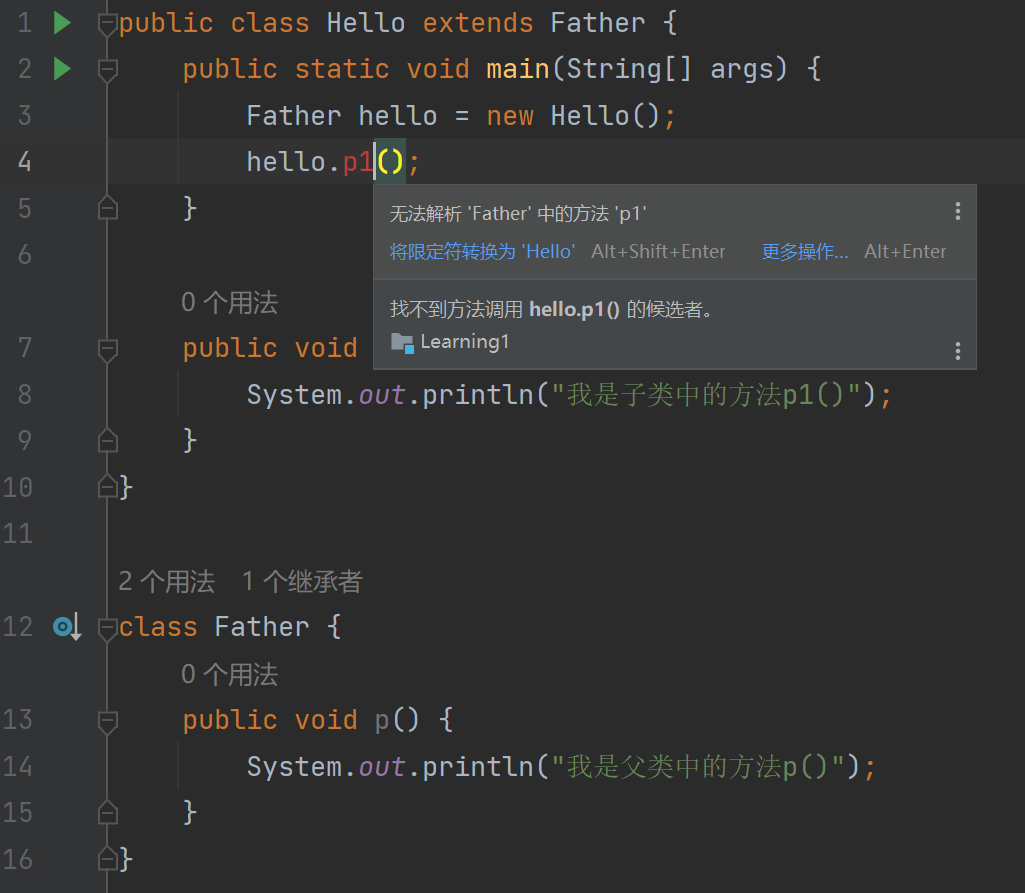 1 public class Hello extends Father {
2 public static void main(String[] args) {
3 Father hello = new Hello();
4 hello.p1();
5 }
无法解析 'Father' 中的方法 'p1'
将限定符转换为 'Hello' Alt+Shift+Enter 更多操作... Alt+Enter
找不到方法调用 hello.p1() 的候选者。
Learning1
6
0 个用法
7 public void
8 System.out.println("我是子类中的方法p1()");
9 }
10 }
11
2 个用法 1 个继承者
12 class Father {
0 个用法
13 public void p() {
14 System.out.println("我是父类中的方法p()");
15 }
16 }